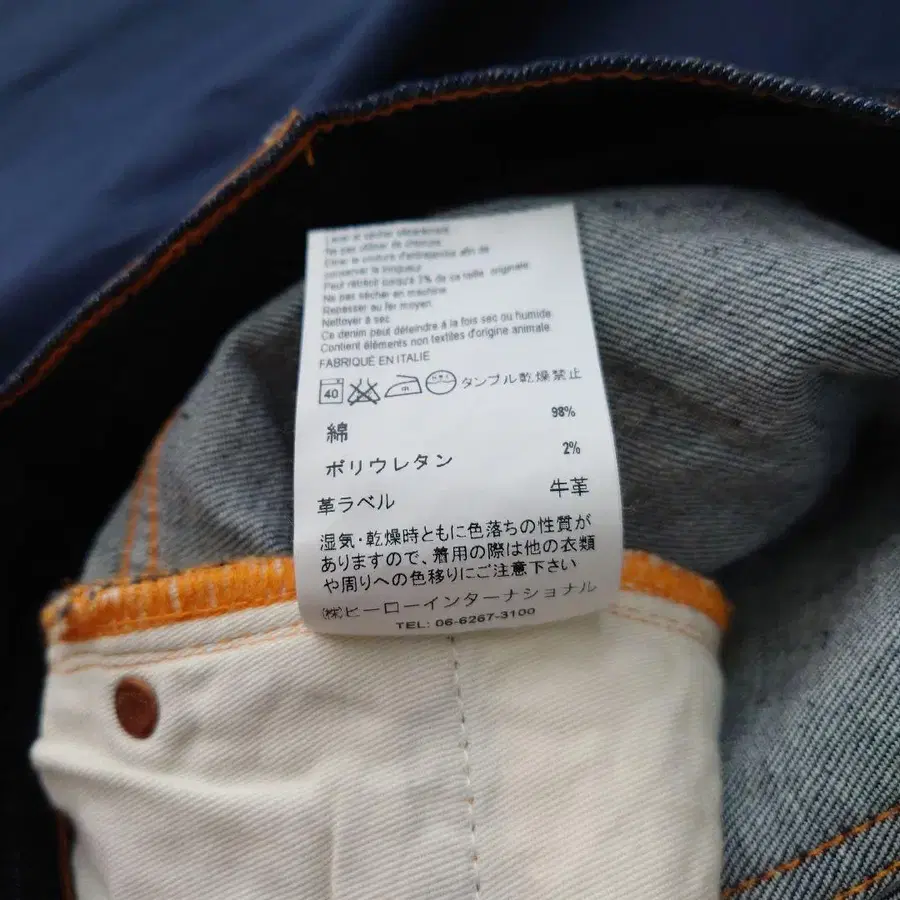 Laver et sécher séparément.
Ne pas utiliser de chlorure.
Etirer la couture d'entrejambe afin de
conserver la longueur
Peut rétrécir jusqu'à 3% de sa taille originale.
Ne pas sécher en machine
Repasser au fer moyen.
Nettoyer à sec
Ce denim peut déteindre à la fois sec ou humide.
Contient éléments non textiles d'origine animale.
FABRIQUÉ EN ITALIE
40 中 タンブル乾燥禁止
綿 98%
ポリウレタン 2%
革ラベル 牛革
湿気・乾燥時ともに色落ちの性質が
ありますので、着用の際は他の衣類
や周りへの色移りにご注意下さい
㈱ヒーローインターナショナル
TEL: 06-6267-3100